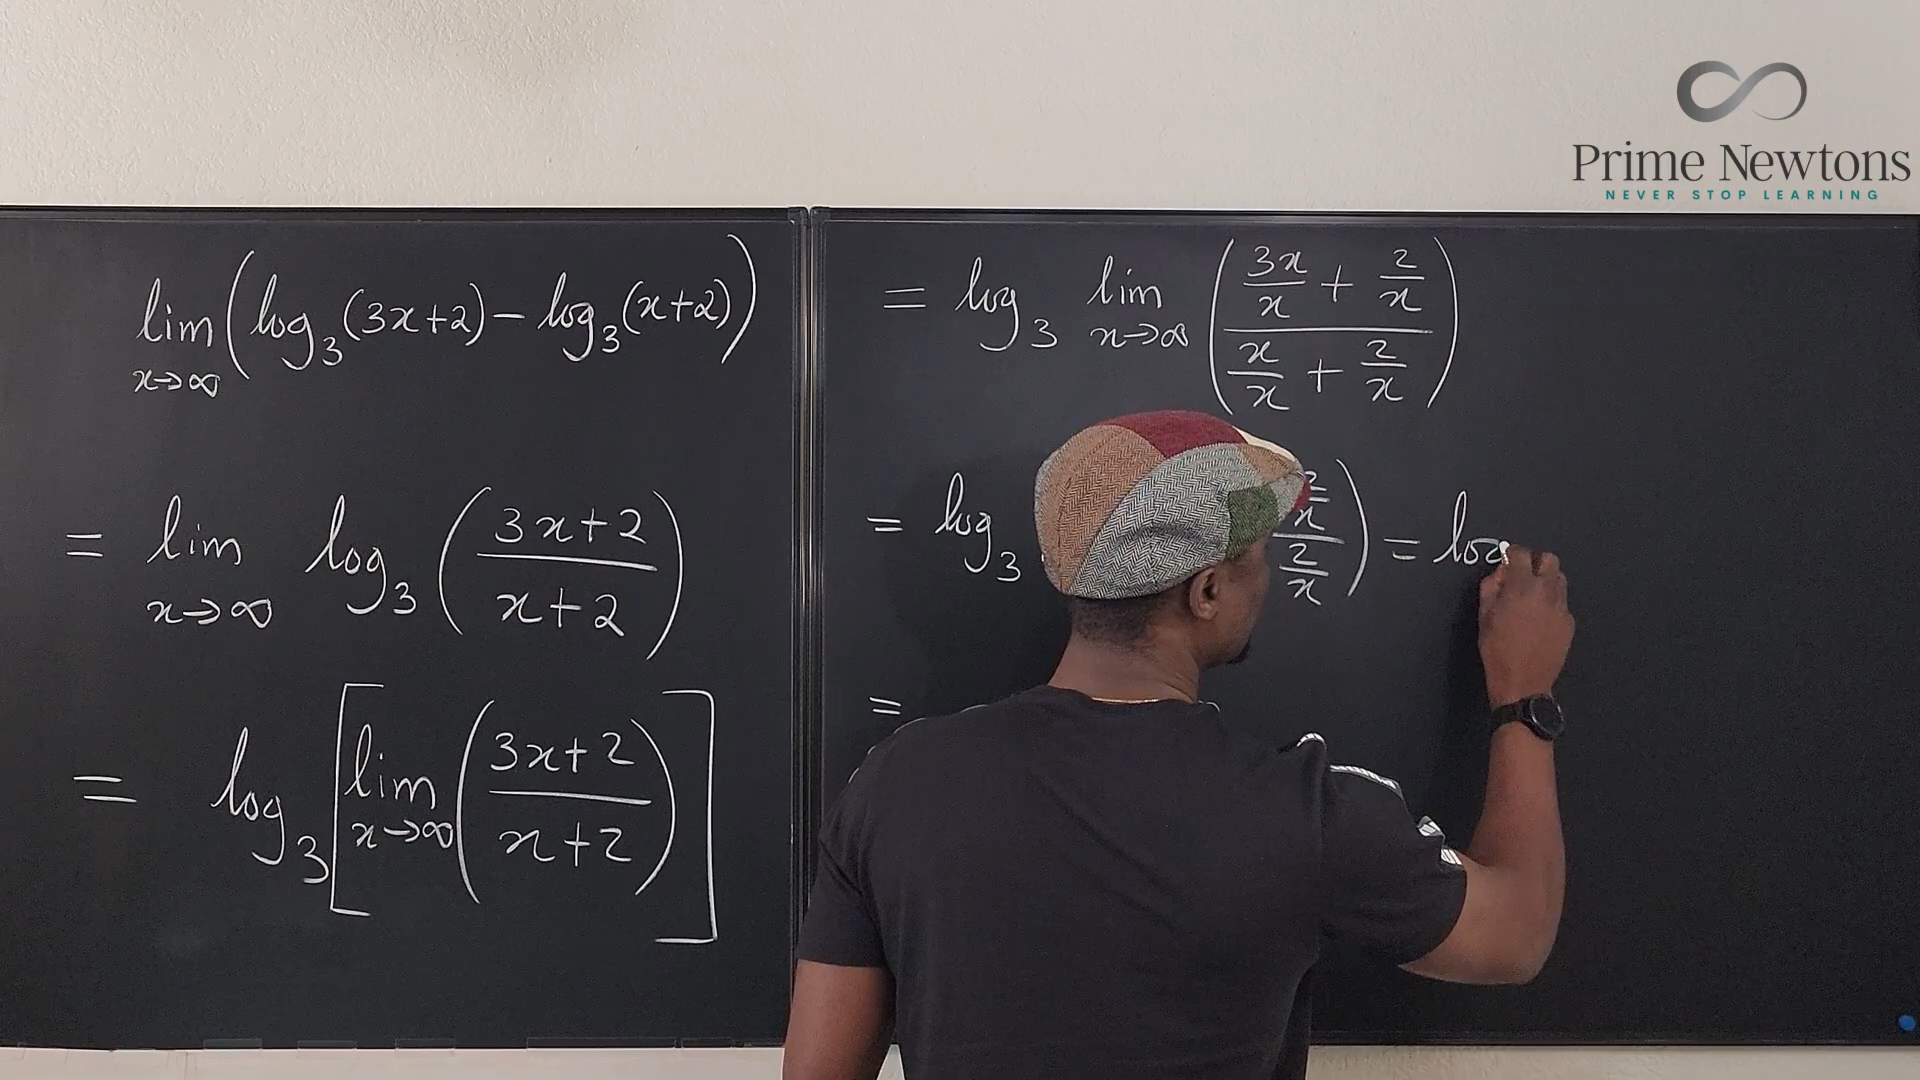 Prime Newtons
NEVER STOP LEARNING
lim x→∞ (log₃(3x+2) − log₃(x+2))
= lim x→∞ log₃ ((3x+2)/(x+2))
= log₃ [lim x→∞ ((3x+2)/(x+2))]
= log₃ lim x→∞ ((3x/x + 2/x)/(x/x + 2/x))
= log₃ 2/x 2/x ) = log
=